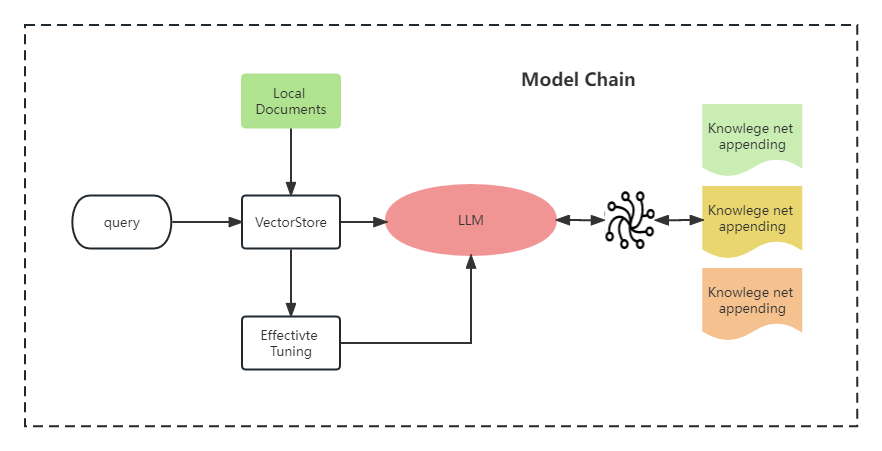 Model Chain
Local
Documents
query
VectorStore
LLM
Effectivte
Tuning
Knowlege net
appending
Knowlege net
appending
Knowlege net
appending